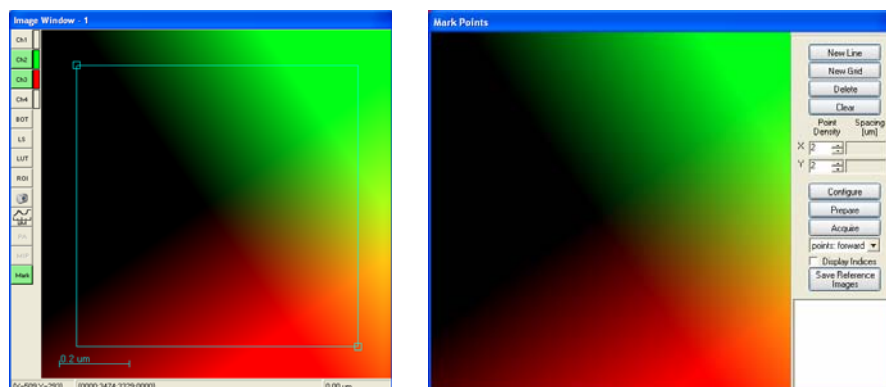 Image Window - 1
Ch1
Ch2
Ch3
Ch4
BOT
LS
LUT
ROI
PA
MIP
Mark
0.2 um
0.00 um
Mark Points
New Line
New Grid
Delete
Clear
Point Spacing
Density [um]
X 2
Y 2
Configure
Prepare
Acquire
points: forward
Display Indices
Save Reference
Images